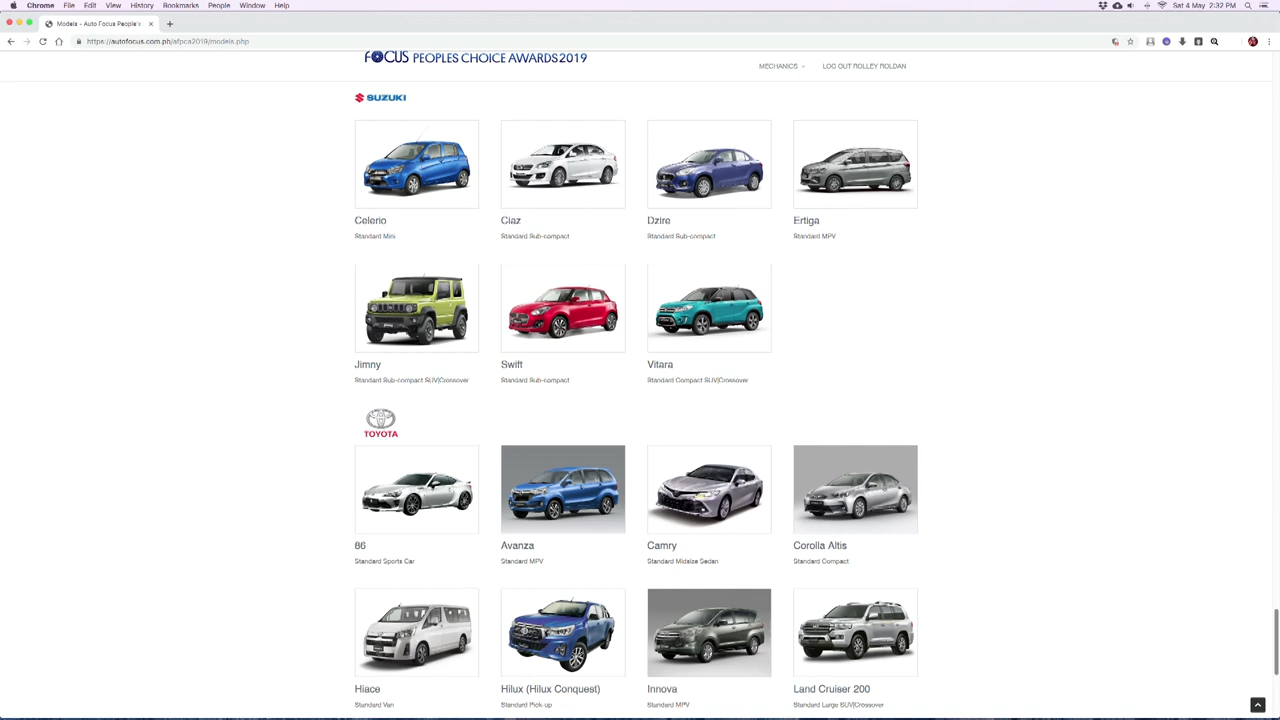 Chrome File Edit View History Bookmarks People Window Help
Sat 4 May 2:32 PM
Models - Auto Focus People's
https://autofocus.com.ph/afpca2019/models.php
FOCUS PEOPLES CHOICE AWARDS 2019
MECHANICS LOG OUT ROLLEY ROLDAN
SUZUKI
Celerio Ciaz Dzire Ertiga
Standard Mini Standard Sub-compact Standard Sub-compact Standard MPV
Jimny Swift Vitara
Standard Sub-compact SUV|Crossover Standard Sub-compact Standard Compact SUV|Crossover
TOYOTA
86 Avanza Camry Corolla Altis
Standard Sports Car Standard MPV Standard Midsize Sedan Standard Compact
Hiace Hilux (Hilux Conquest) Innova Land Cruiser 200
Standard Van Standard Pick-up Standard MPV Standard Large SUV|Crossover